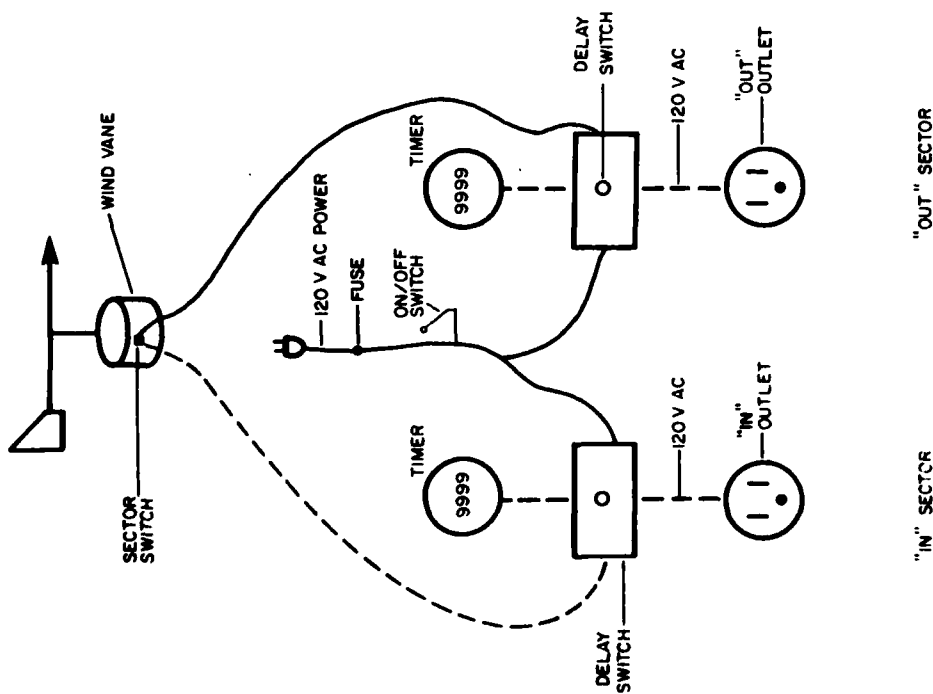 WIND VANE
SECTOR
SWITCH
120 V AC POWER
FUSE
ON/OFF
SWITCH
TIMER
9999
TIMER
9999
DELAY
SWITCH
DELAY
SWITCH
120 V AC
120 V AC
"IN"
OUTLET
"OUT"
OUTLET
"IN" SECTOR
"OUT" SECTOR